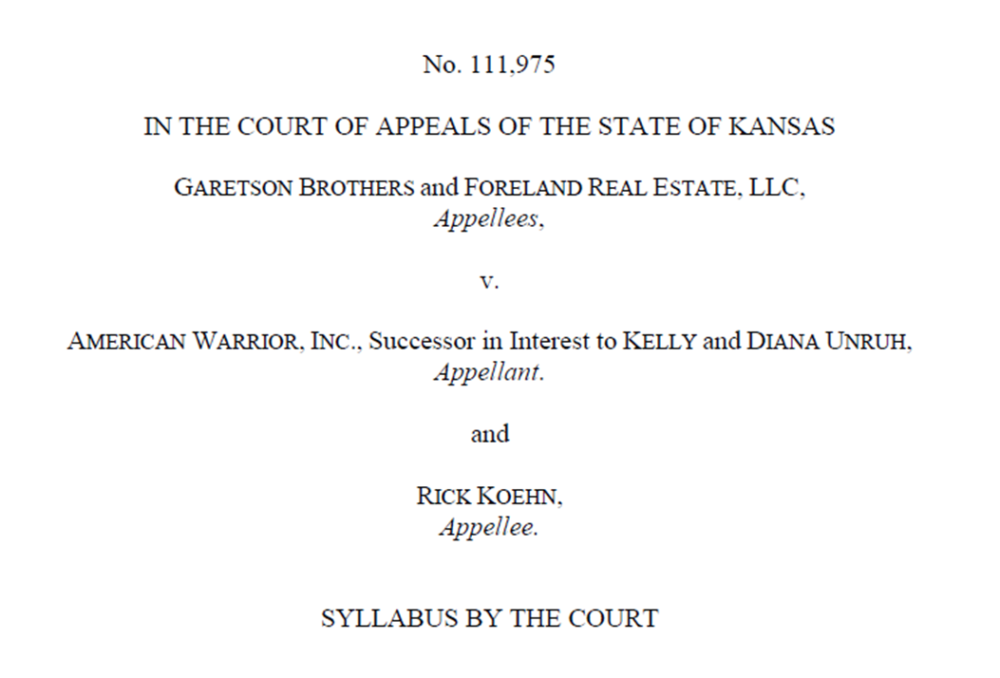 No. 111,975
IN THE COURT OF APPEALS OF THE STATE OF KANSAS
GARETSON BROTHERS and FORELAND REAL ESTATE, LLC,
Appellees,
v.
AMERICAN WARRIOR, INC., Successor in Interest to KELLY and DIANA UNRUH,
Appellant.
and
RICK KOEHN,
Appellee.
SYLLABUS BY THE COURT